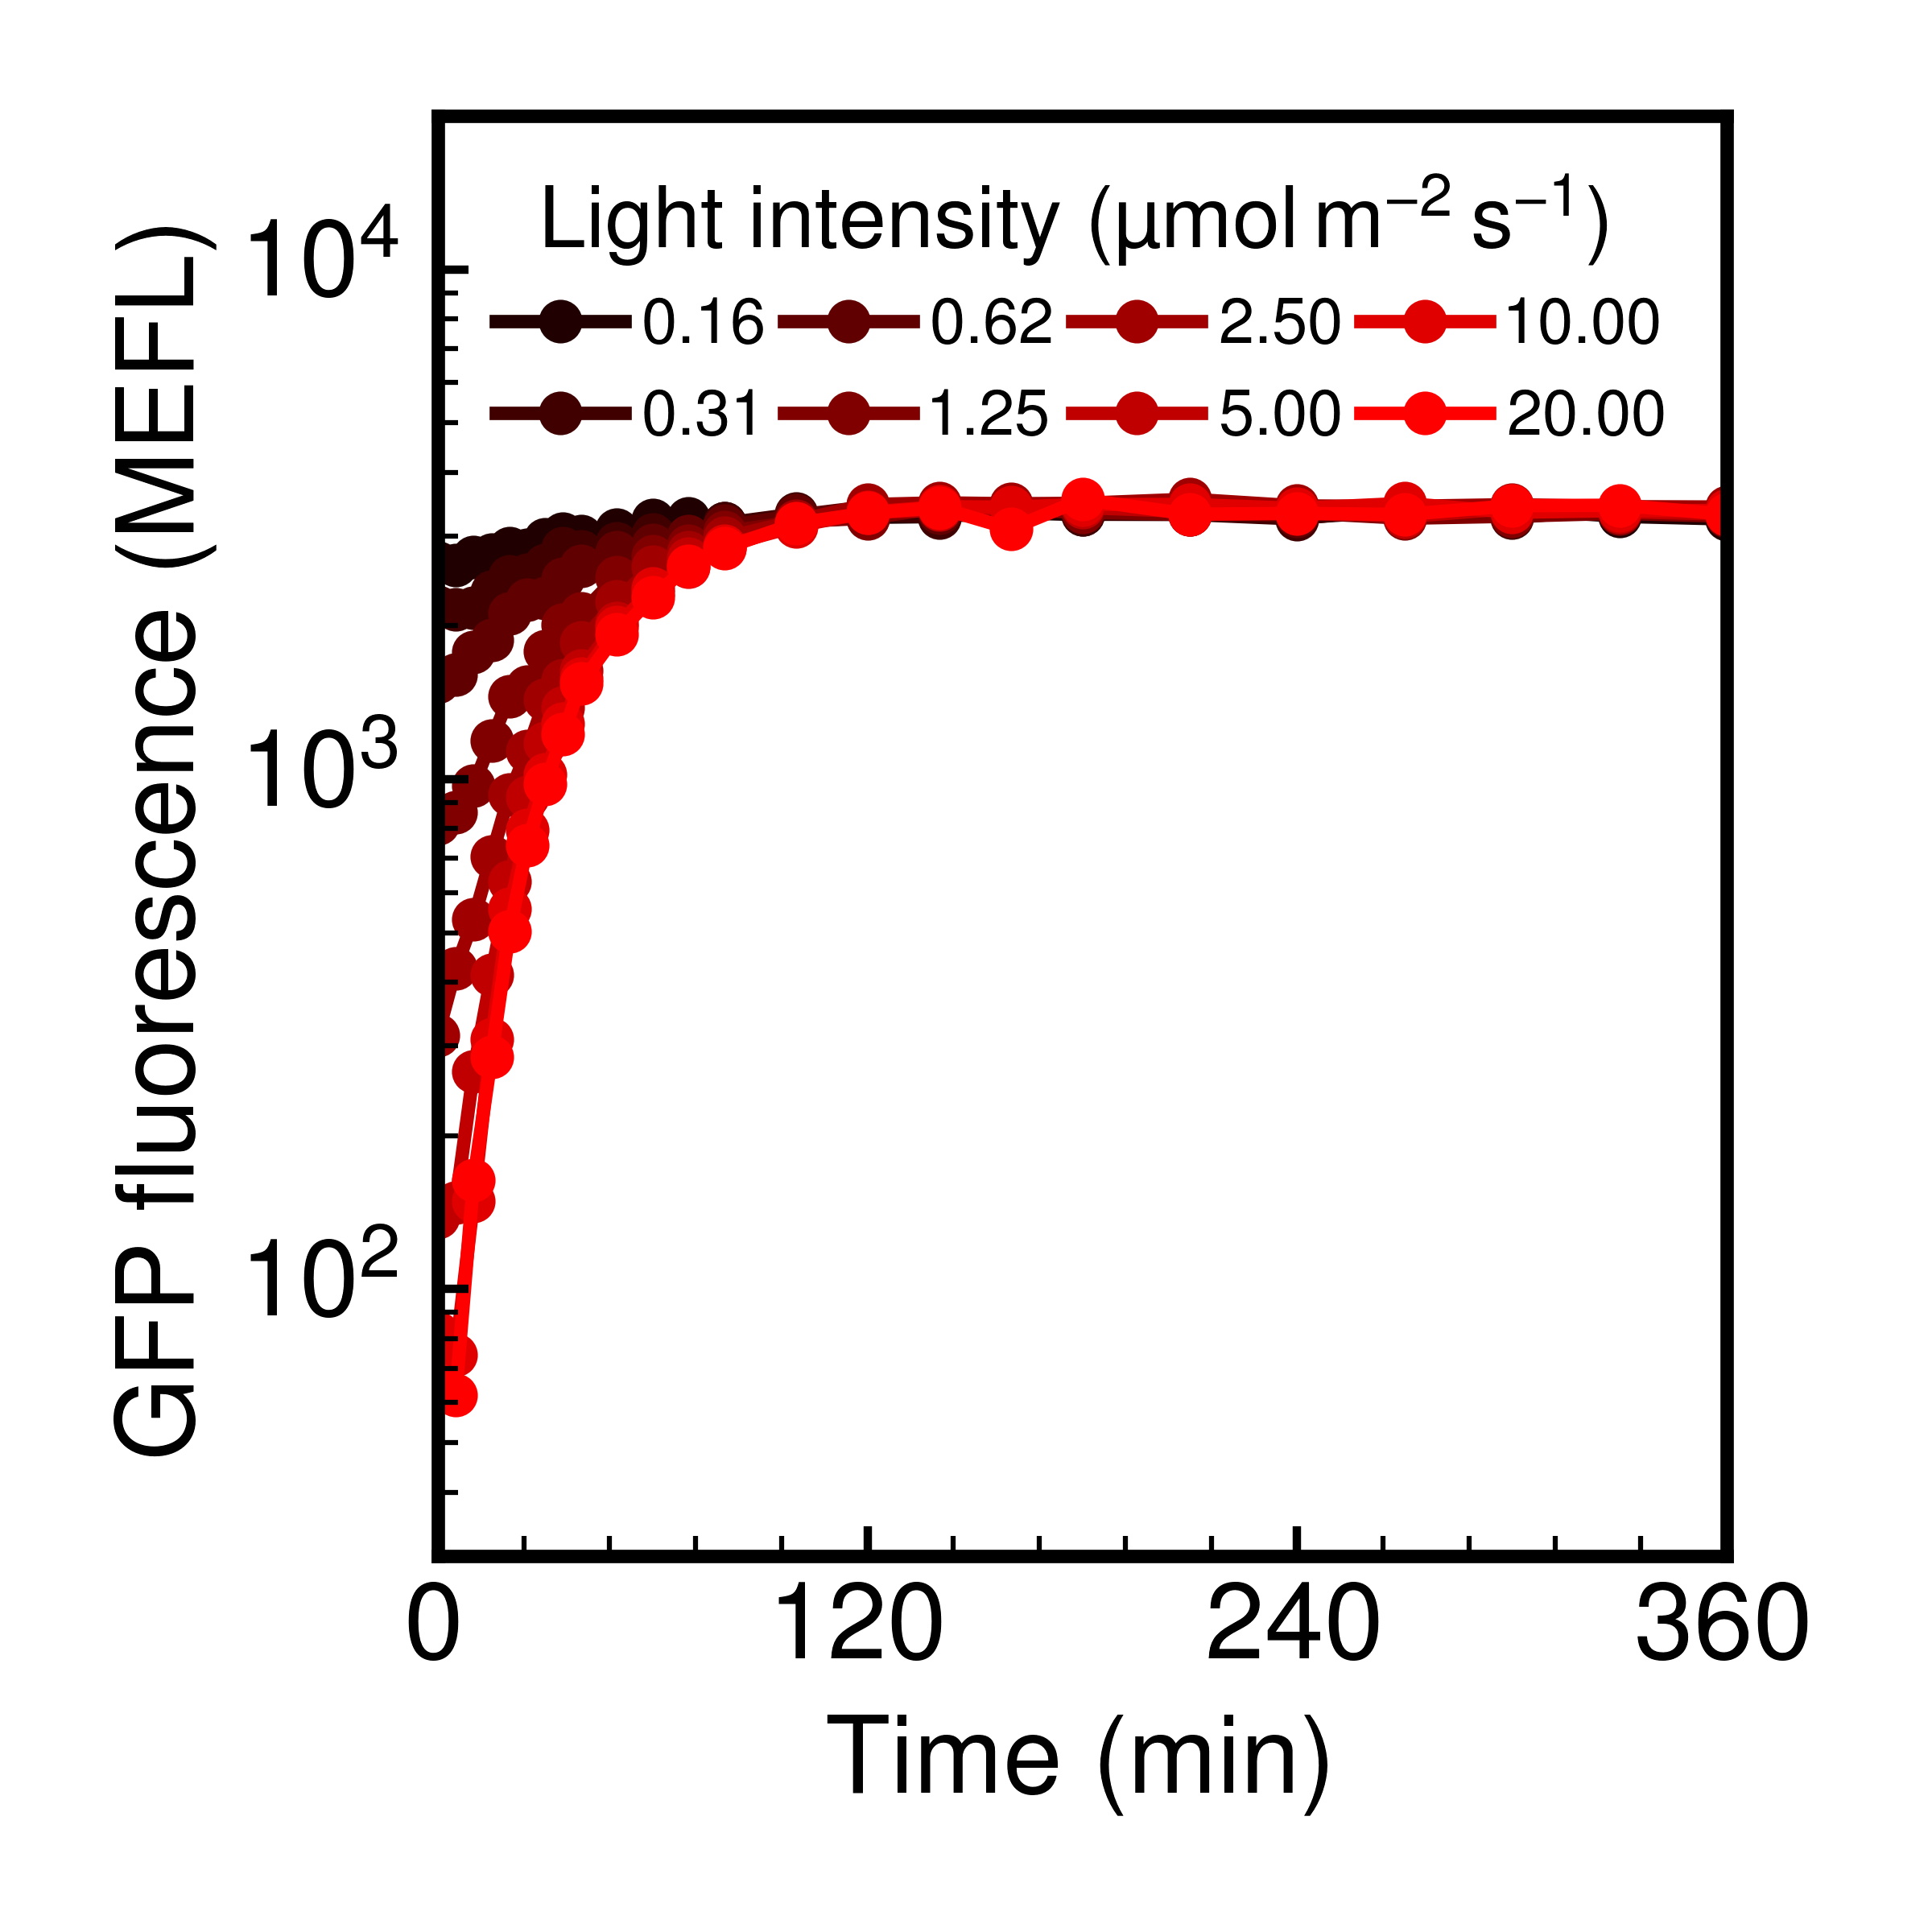 Light intensity (µmol m⁻² s⁻¹)
0.16 0.62 2.50 10.00
0.31 1.25 5.00 20.00
GFP fluorescence (MEFL)
10⁴
10³
10²
0 120 240 360
Time (min)